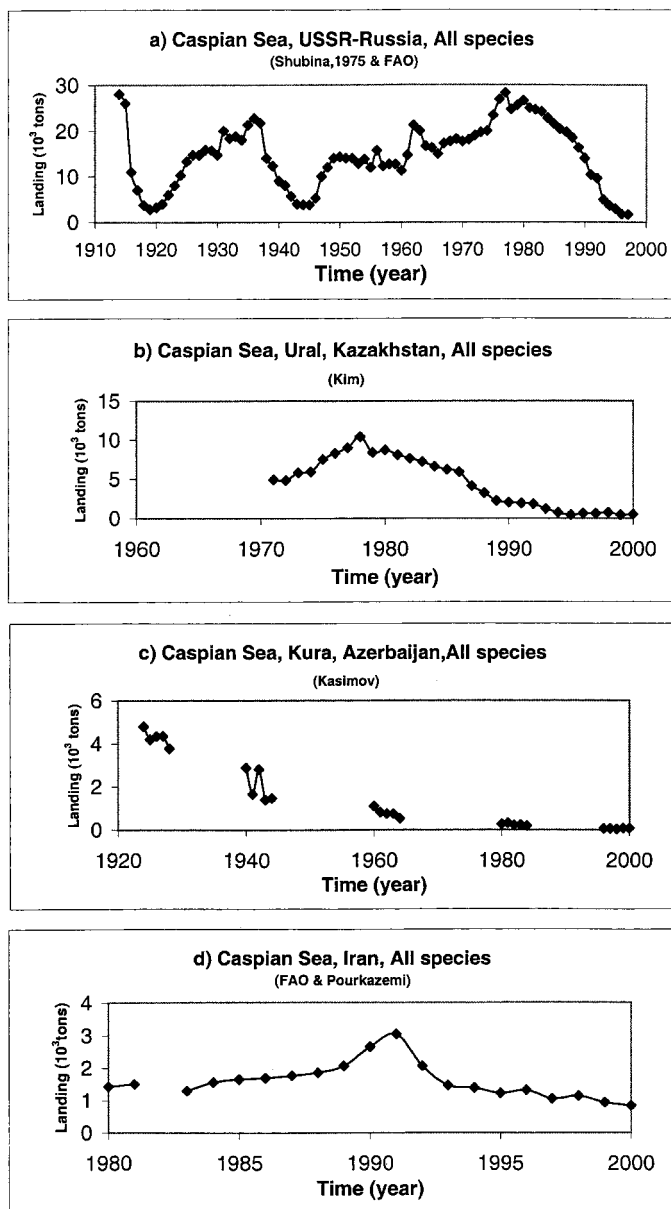 a) Caspian Sea, USSR-Russia, All species
(Shubina,1975 & FAO)
Landing (10³ tons)
30
20
10
0
1910 1920 1930 1940 1950 1960 1970 1980 1990 2000
Time (year)
b) Caspian Sea, Ural, Kazakhstan, All species
(Kim)
Landing (10³ tons)
15
10
5
0
1960 1970 1980 1990 2000
Time (year)
c) Caspian Sea, Kura, Azerbaijan,All species
(Kasimov)
Landing (10³ tons)
6
4
2
0
1920 1940 1960 1980 2000
Time (year)
d) Caspian Sea, Iran, All species
(FAO & Pourkazemi)
Landing (10³tons)
4
3
2
1
0
1980 1985 1990 1995 2000
Time (year)